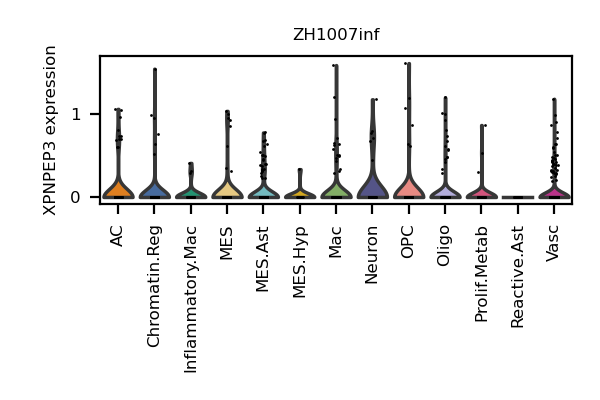 ZH1007inf
XPNPEP3 expression
1
0
AC
Chromatin.Reg
Inflammatory.Mac
MES
MES.Ast
MES.Hyp
Mac
Neuron
OPC
Oligo
Prolif.Metab
Reactive.Ast
Vasc